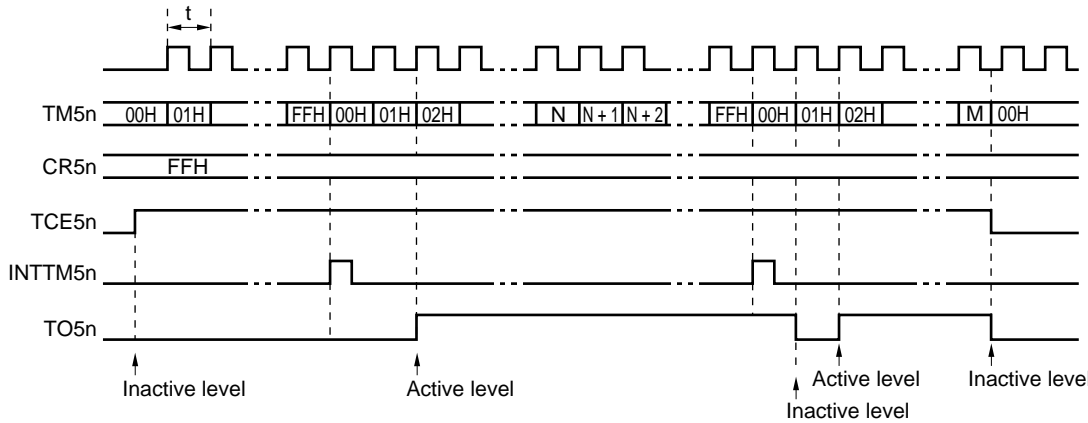 t
TM5n 00H 01H FFH 00H 01H 02H N N + 1 N + 2 FFH 00H 01H 02H M 00H
CR5n FFH
TCE5n
INTTM5n
TO5n
Inactive level Active level Active level Inactive level
Inactive level